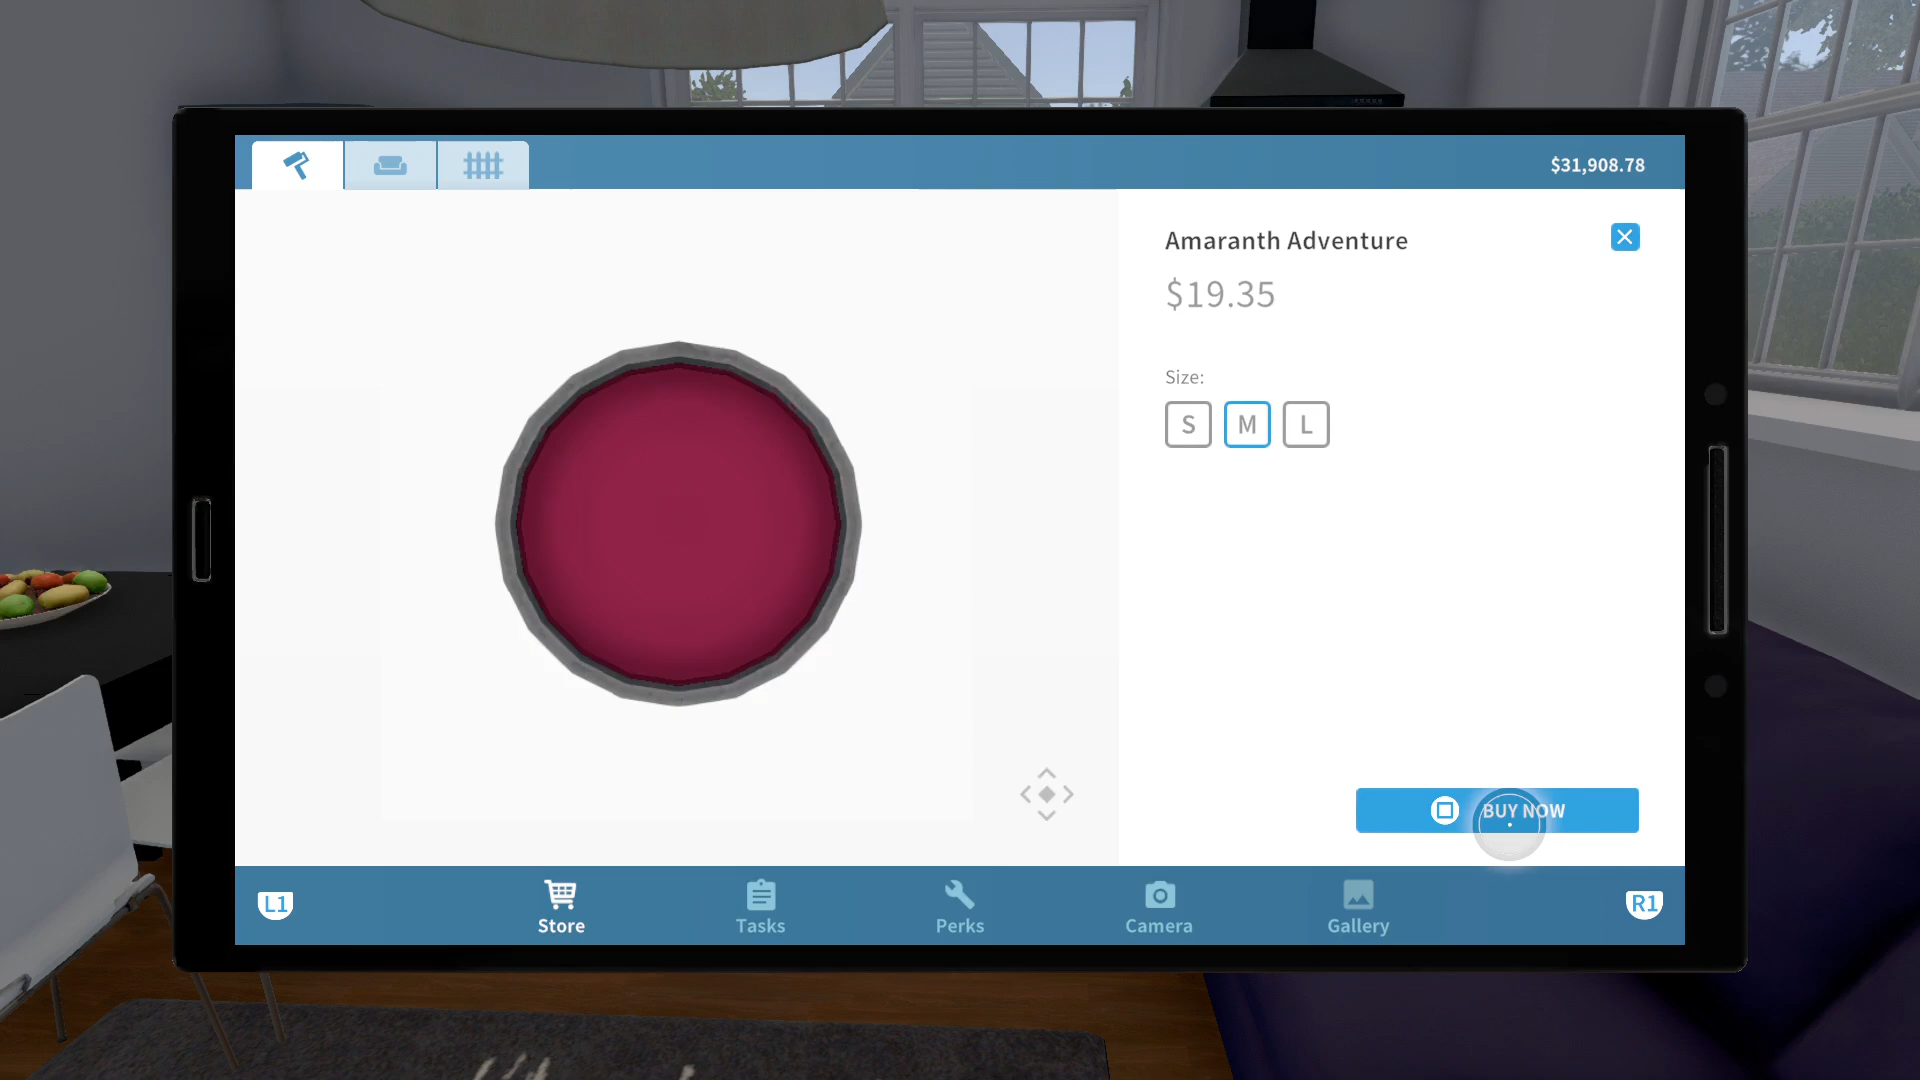 $31,908.78
Amaranth Adventure
$19.35
Size:
S M L
BUY NOW
L1 Store Tasks Perks Camera Gallery R1